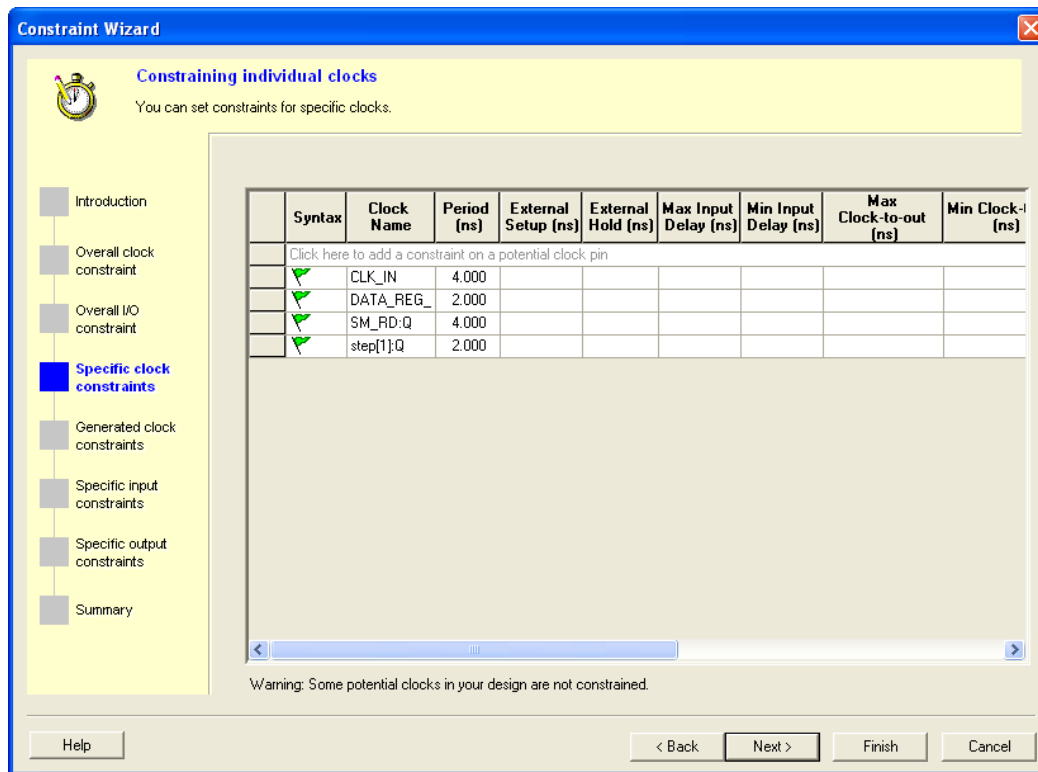 Constraint Wizard
Constraining individual clocks
You can set constraints for specific clocks.
Introduction
Overall clock
constraint
Overall I/O
constraint
Specific clock
constraints
Generated clock
constraints
Specific input
constraints
Specific output
constraints
Summary
Syntax
Clock
Name
Period
(ns)
External
Setup (ns)
External
Hold (ns)
Max Input
Delay (ns)
Min Input
Delay (ns)
Max
Clock-to-out
(ns)
Min Clock-
(ns)
Click here to add a constraint on a potential clock pin
CLK_IN 4.000
DATA_REG_ 2.000
SM_RD:Q 4.000
step[1]:Q 2.000
Warning: Some potential clocks in your design are not constrained.
Help
< Back
Next >
Finish
Cancel